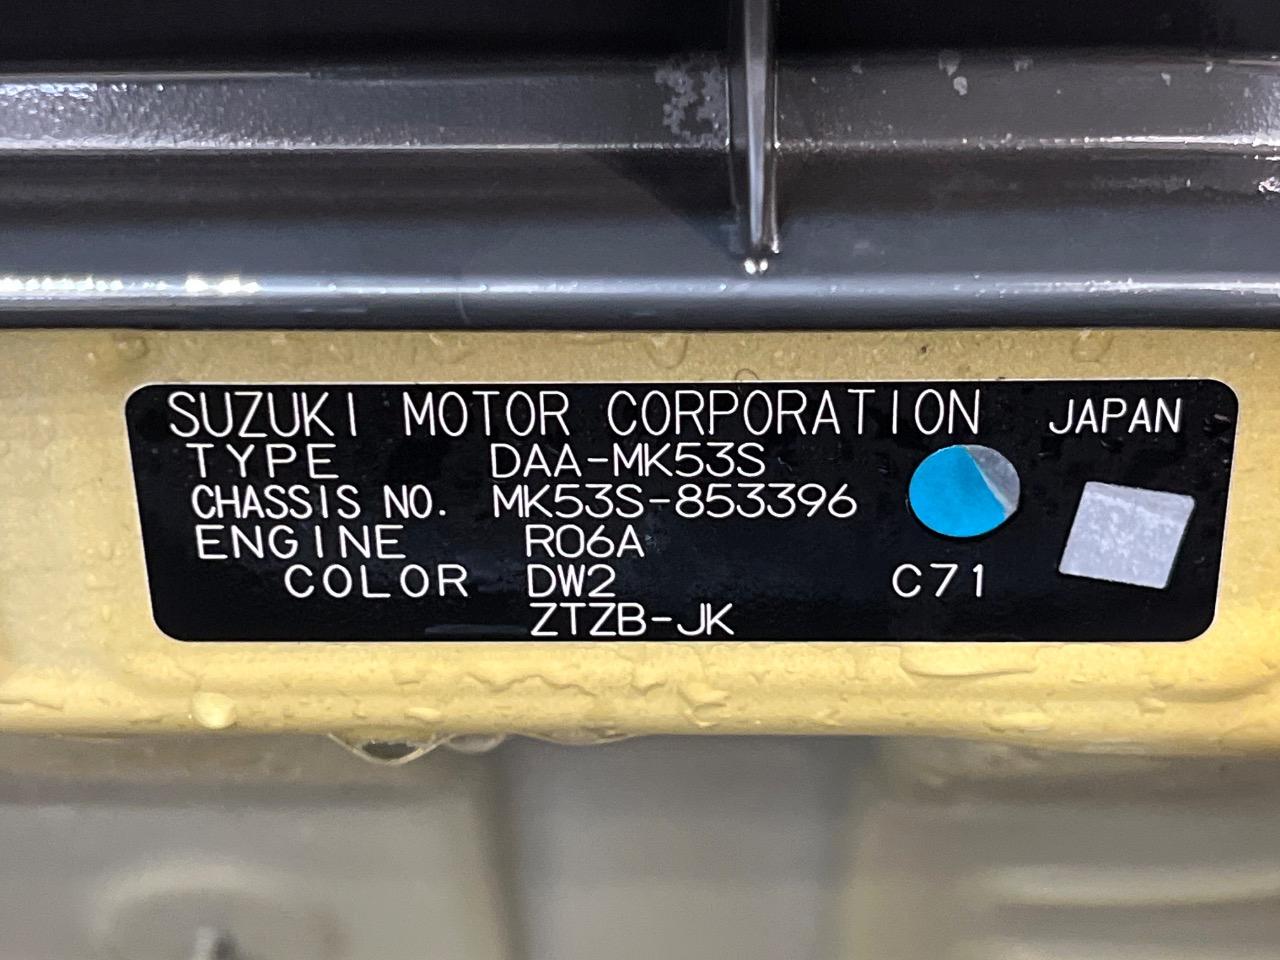 SUZUKI MOTOR CORPORATION JAPAN
TYPE DAA-MK53S
CHASSIS NO. MK53S-853396
ENGINE R06A
COLOR DW2 C71
ZTZB-JK